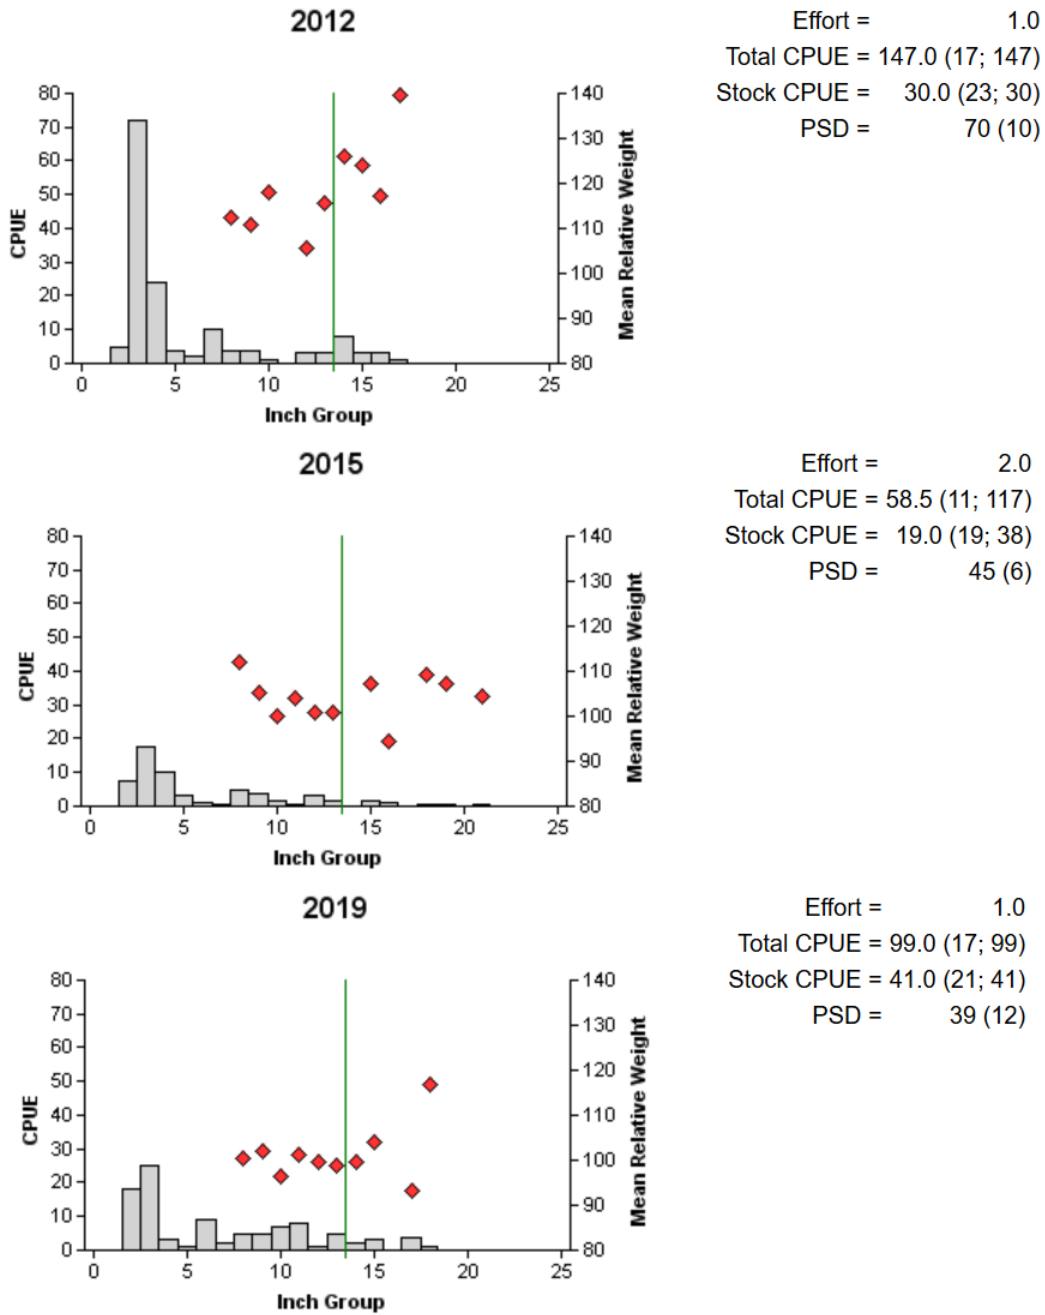 2012
Effort = 1.0
Total CPUE = 147.0 (17; 147)
Stock CPUE = 30.0 (23; 30)
PSD = 70 (10)
80
70
60
50
40
30
20
10
0
CPUE
140
130
120
110
100
90
80
Mean Relative Weight
0 5 10 15 20 25
Inch Group
2015
Effort = 2.0
Total CPUE = 58.5 (11; 117)
Stock CPUE = 19.0 (19; 38)
PSD = 45 (6)
80
70
60
50
40
30
20
10
0
CPUE
140
130
120
110
100
90
80
Mean Relative Weight
0 5 10 15 20 25
Inch Group
2019
Effort = 1.0
Total CPUE = 99.0 (17; 99)
Stock CPUE = 41.0 (21; 41)
PSD = 39 (12)
80
70
60
50
40
30
20
10
0
CPUE
140
130
120
110
100
90
80
Mean Relative Weight
0 5 10 15 20 25
Inch Group